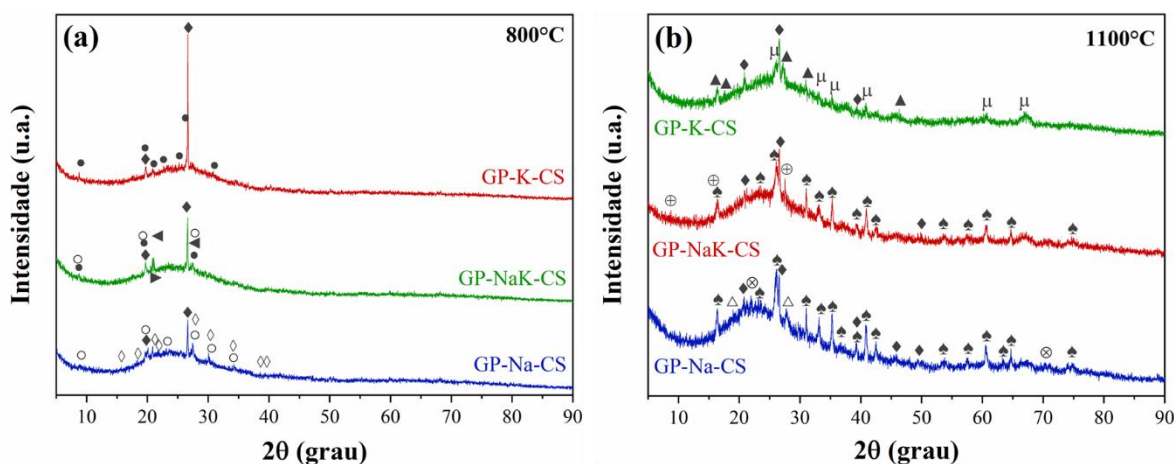 (a)
800°C
GP-K-CS
GP-NaK-CS
GP-Na-CS
Intensidade (u.a.)
10 20 30 40 50 60 70 80 90
2θ (grau)
(b)
1100°C
μ
μ
μ
μ
μ
μ
GP-K-CS
GP-NaK-CS
GP-Na-CS
Intensidade (u.a.)
10 20 30 40 50 60 70 80 90
2θ (grau)